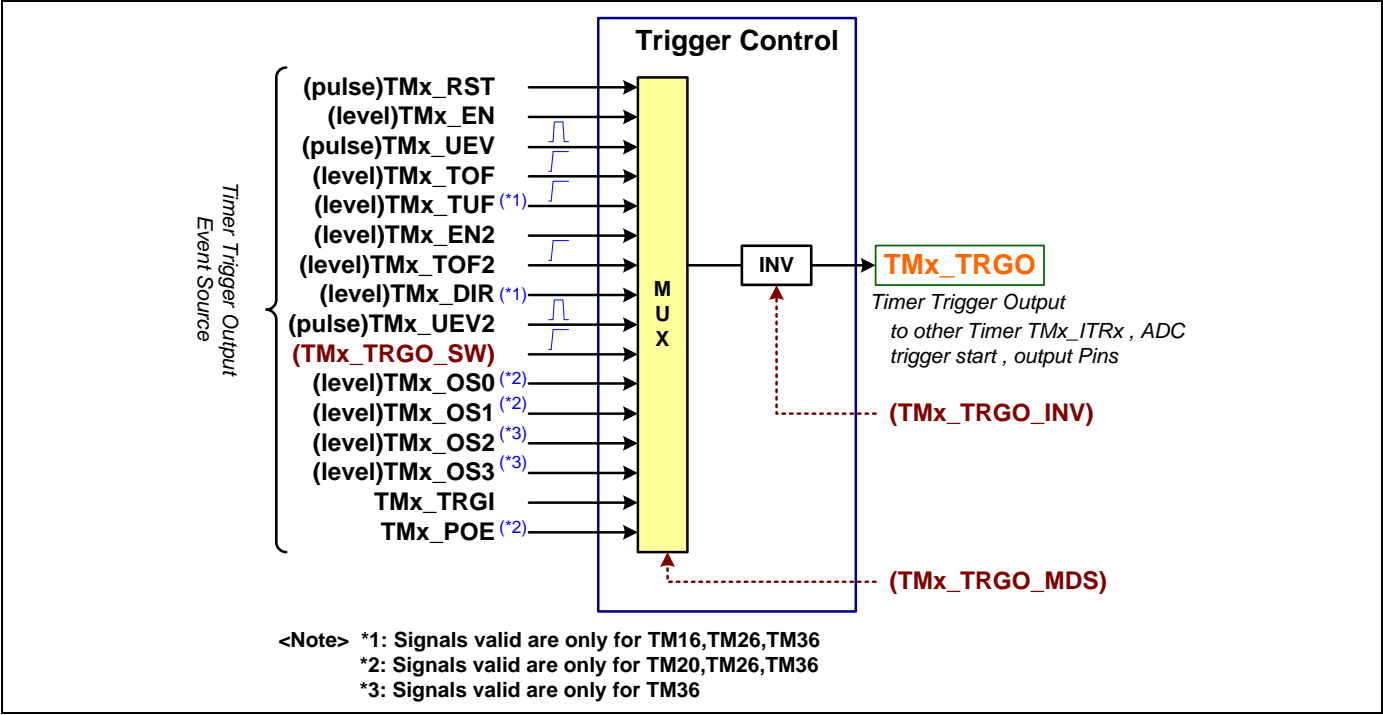 Trigger Control
Timer Trigger Output
Event Source
(pulse)TMx_RST
(level)TMx_EN
(pulse)TMx_UEV
(level)TMx_TOF
(level)TMx_TUF (*1)
(level)TMx_EN2
(level)TMx_TOF2
(level)TMx_DIR (*1)
(pulse)TMx_UEV2
(TMx_TRGO_SW)
(level)TMx_OS0 (*2)
(level)TMx_OS1 (*2)
(level)TMx_OS2 (*3)
(level)TMx_OS3 (*3)
TMx_TRGI
TMx_POE (*2)
M
U
X
INV
TMx_TRGO
Timer Trigger Output
to other Timer TMx_ITRx , ADC
trigger start , output Pins
(TMx_TRGO_INV)
(TMx_TRGO_MDS)
<Note> *1: Signals valid are only for TM16,TM26,TM36
*2: Signals valid are only for TM20,TM26,TM36
*3: Signals valid are only for TM36